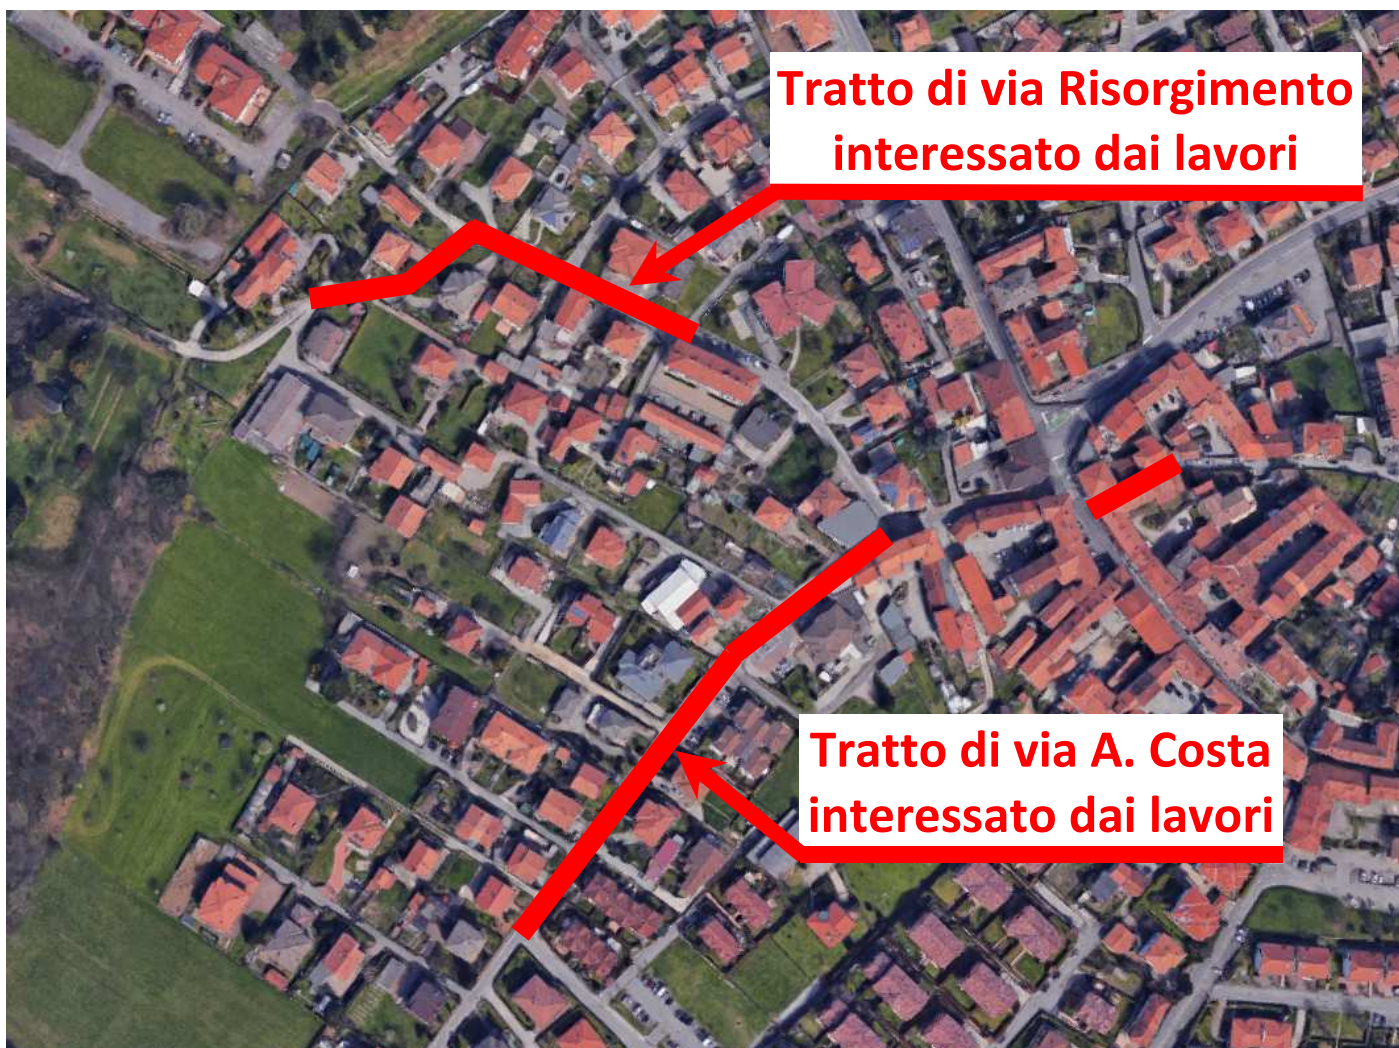 Tratto di via Risorgimento
interessato dai lavori
Tratto di via A. Costa
interessato dai lavori